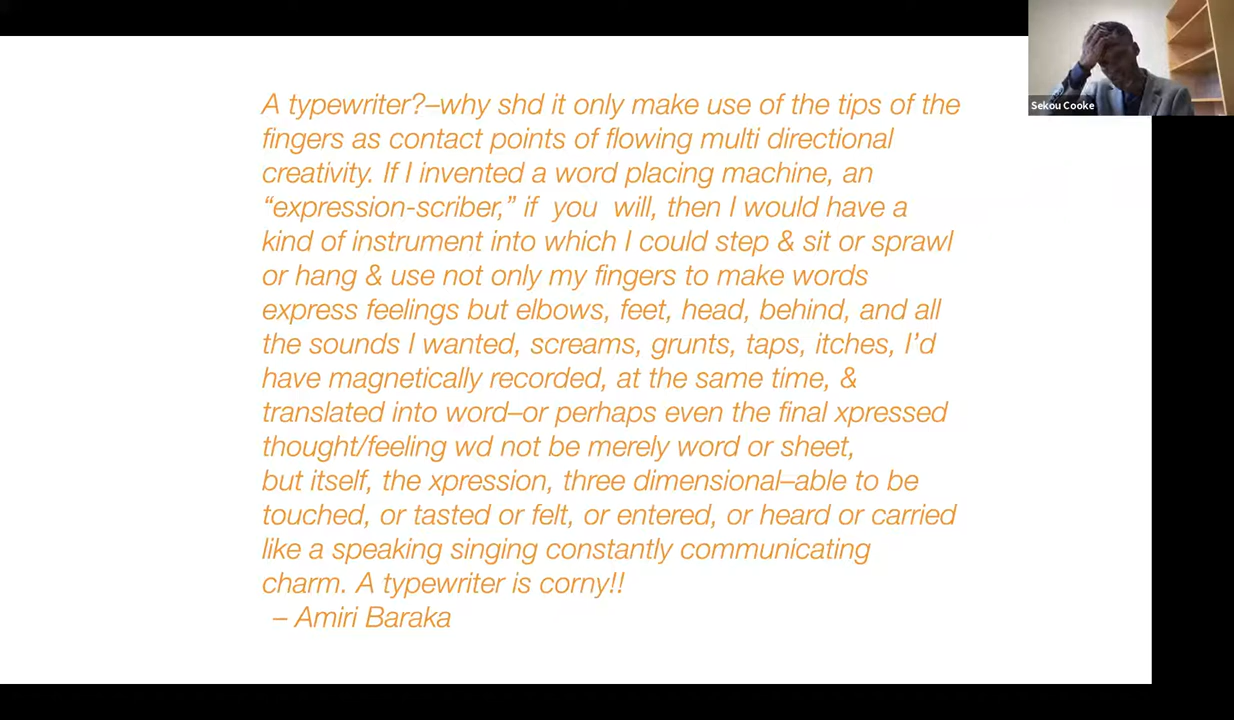 A typewriter?–why shd it only make use of the tips of the
fingers as contact points of flowing multi directional
creativity. If I invented a word placing machine, an
“expression-scriber,” if you will, then I would have a
kind of instrument into which I could step & sit or sprawl
or hang & use not only my fingers to make words
express feelings but elbows, feet, head, behind, and all
the sounds I wanted, screams, grunts, taps, itches, I’d
have magnetically recorded, at the same time, &
translated into word–or perhaps even the final xpressed
thought/feeling wd not be merely word or sheet,
but itself, the xpression, three dimensional–able to be
touched, or tasted or felt, or entered, or heard or carried
like a speaking singing constantly communicating
charm. A typewriter is corny!!
– Amiri Baraka
Sekou Cooke